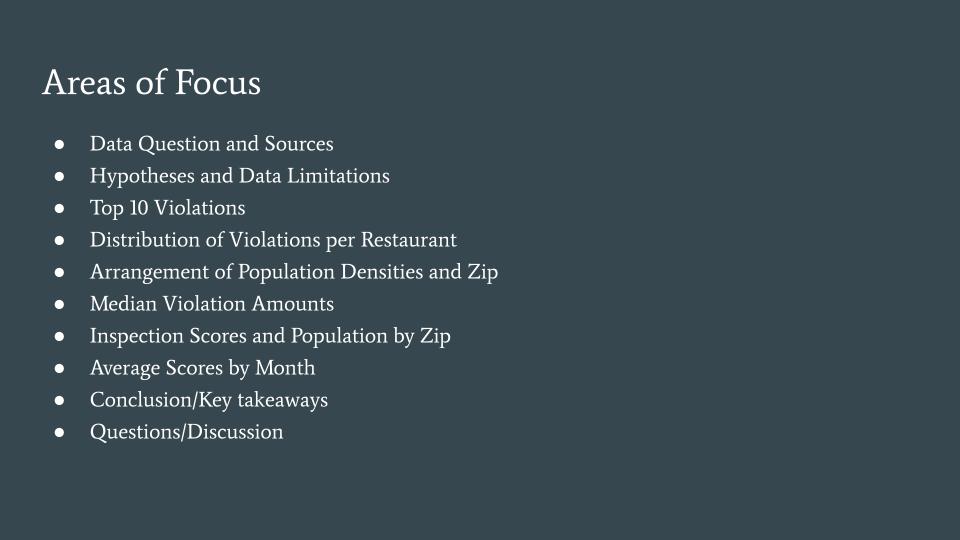 Areas of Focus
● Data Question and Sources
● Hypotheses and Data Limitations
● Top 10 Violations
● Distribution of Violations per Restaurant
● Arrangement of Population Densities and Zip
● Median Violation Amounts
● Inspection Scores and Population by Zip
● Average Scores by Month
● Conclusion/Key takeaways
● Questions/Discussion